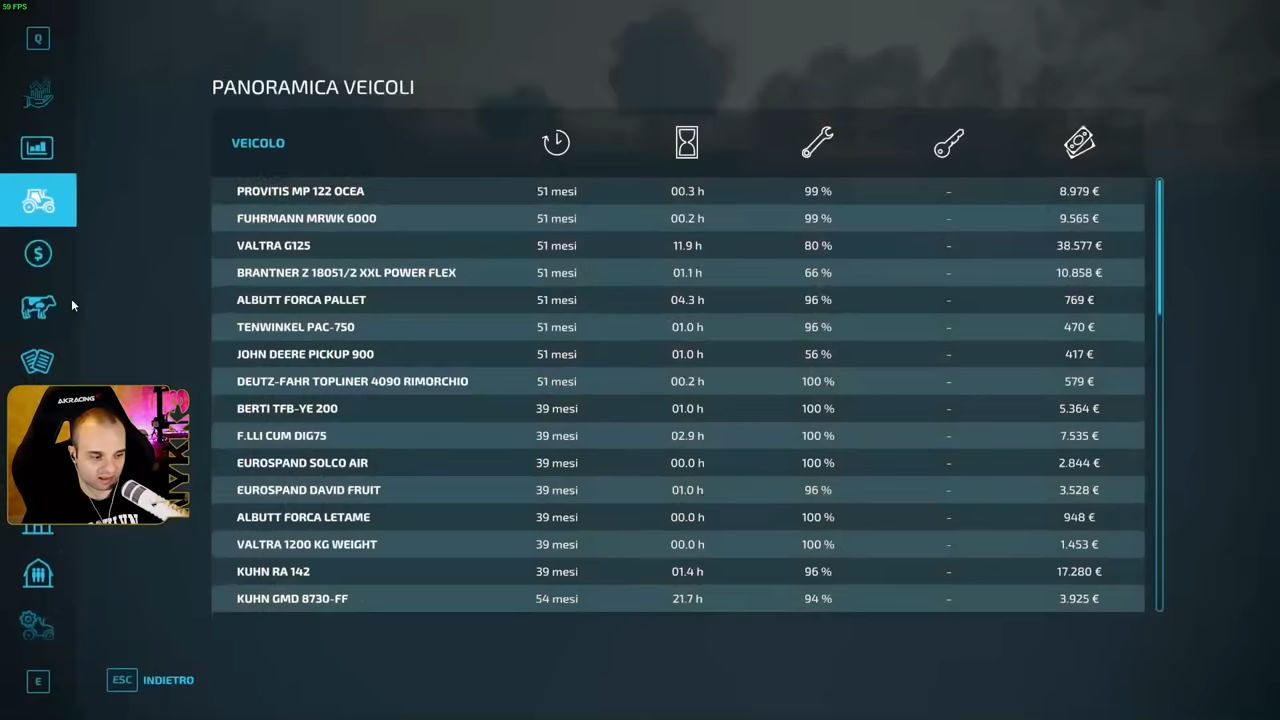 59 FPS
Q
PANORAMICA VEICOLI
VEICOLO
PROVITIS MP 122 OCEA 51 mesi 00.3 h 99 % - 8.979 €
FUHRMANN MRWK 6000 51 mesi 00.2 h 99 % - 9.565 €
VALTRA G125 51 mesi 11.9 h 80 % - 38.577 €
BRANTNER Z 18051/2 XXL POWER FLEX 51 mesi 01.1 h 66 % - 10.858 €
ALBUTT FORCA PALLET 51 mesi 04.3 h 96 % - 769 €
TENWINKEL PAC-750 51 mesi 01.0 h 96 % - 470 €
JOHN DEERE PICKUP 900 51 mesi 01.0 h 56 % - 417 €
DEUTZ-FAHR TOPLINER 4090 RIMORCHIO 51 mesi 00.2 h 100 % - 579 €
BERTI TFB-YE 200 39 mesi 01.0 h 100 % - 5.364 €
F.LLI CUM DIG75 39 mesi 02.9 h 100 % - 7.535 €
EUROSPAND SOLCO AIR 39 mesi 00.0 h 100 % - 2.844 €
EUROSPAND DAVID FRUIT 39 mesi 01.0 h 96 % - 3.528 €
ALBUTT FORCA LETAME 39 mesi 00.0 h 100 % - 948 €
VALTRA 1200 KG WEIGHT 39 mesi 00.0 h 100 % - 1.453 €
KUHN RA 142 39 mesi 01.4 h 96 % - 17.280 €
KUHN GMD 8730-FF 54 mesi 21.7 h 94 % - 3.925 €
AKRACING
E
ESC INDIETRO